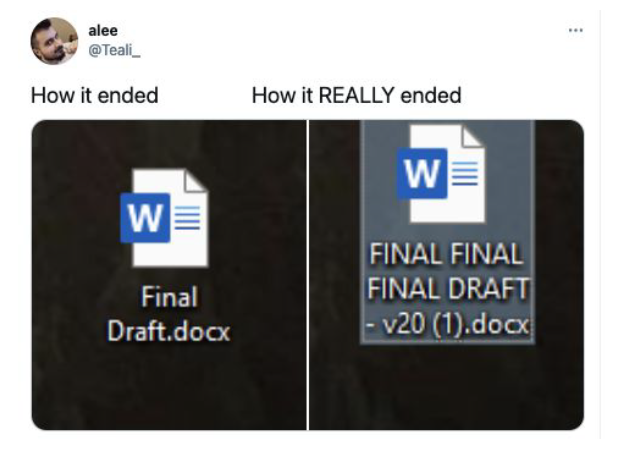 alee
@Teali_
How it ended How it REALLY ended
W
Final
Draft.docx
W
FINAL FINAL
FINAL DRAFT
- v20 (1).docx